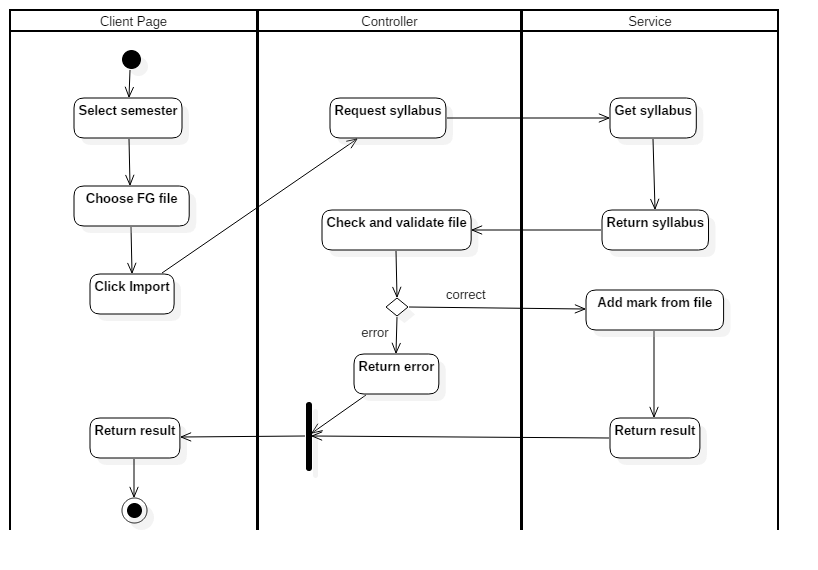 Client Page
Controller
Service
Select semester
Request syllabus
Get syllabus
Choose FG file
Check and validate file
Return syllabus
Click Import
correct
Add mark from file
error
Return error
Return result
Return result